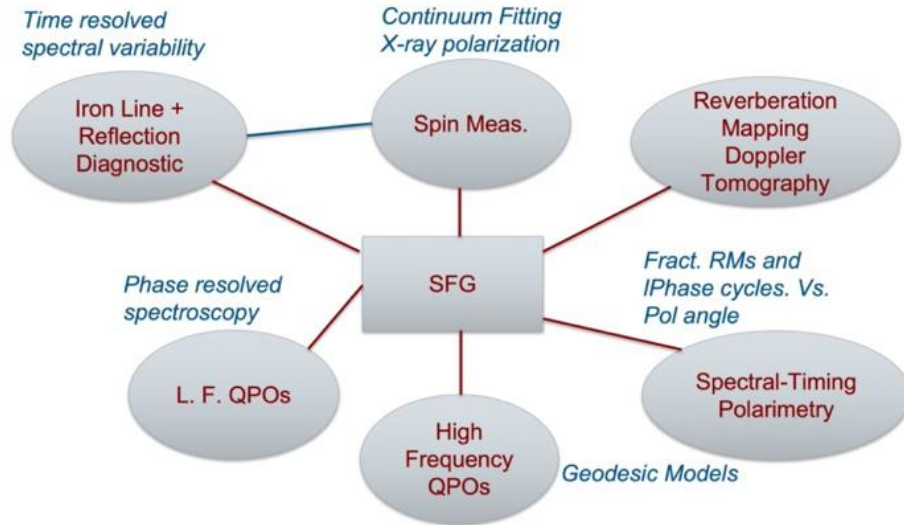 Time resolved
spectral variability
Continuum Fitting
X-ray polarization
Iron Line +
Reflection
Diagnostic
Spin Meas.
Reverberation
Mapping
Doppler
Tomography
SFG
Phase resolved
spectroscopy
Fract. RMs and
lPhase cycles. Vs.
Pol angle
L. F. QPOs
High
Frequency
QPOs
Spectral-Timing
Polarimetry
Geodesic Models